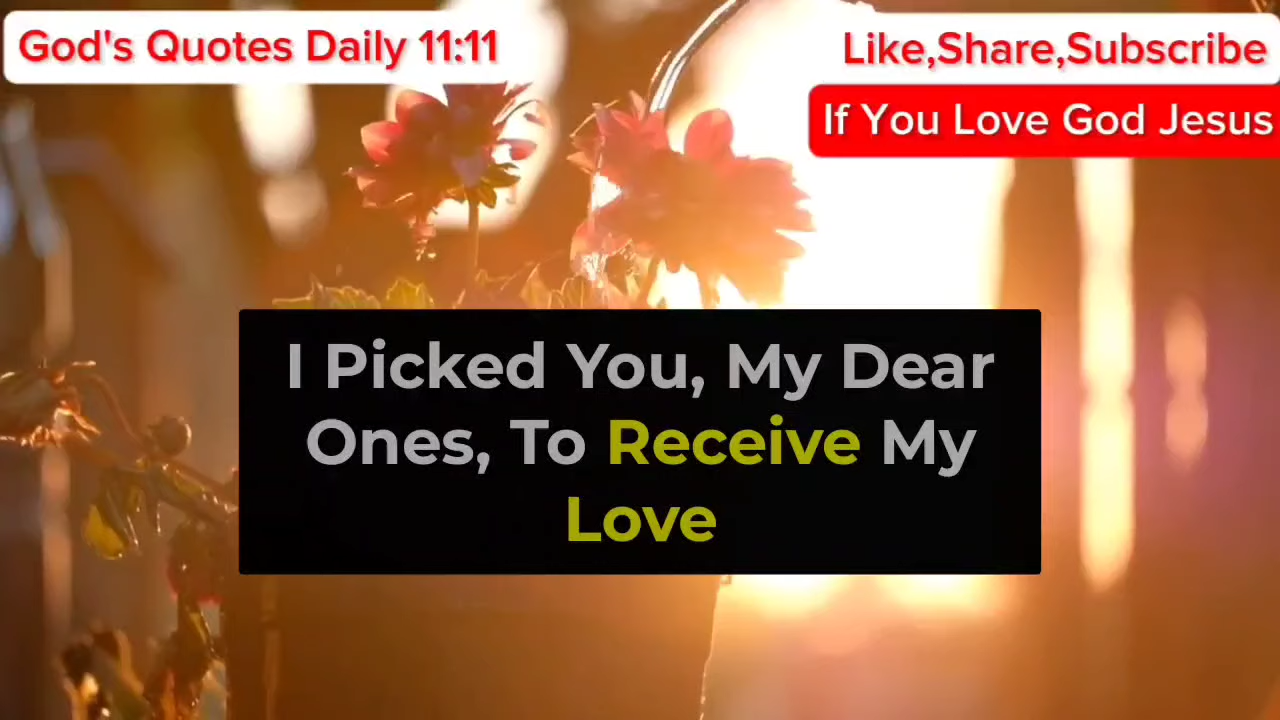 God's Quotes Daily 11:11
Like,Share,Subscribe
If You Love God Jesus
I Picked You, My Dear
Ones, To Receive My
Love